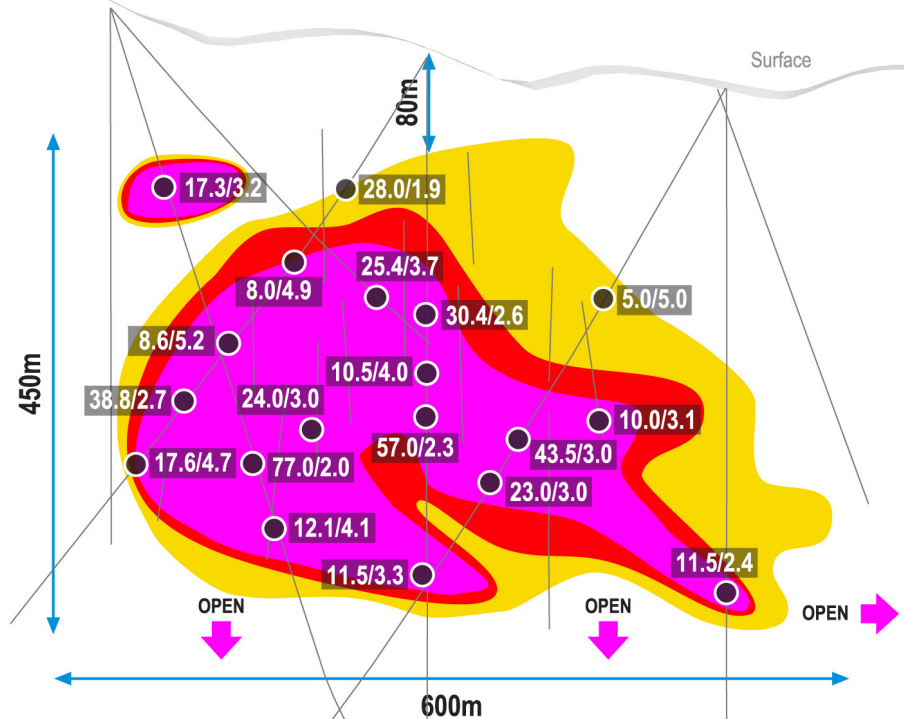 Surface
80m
17.3/3.2
28.0/1.9
25.4/3.7
8.0/4.9
5.0/5.0
30.4/2.6
8.6/5.2
10.5/4.0
450m
38.8/2.7
24.0/3.0
10.0/3.1
57.0/2.3
43.5/3.0
17.6/4.7
77.0/2.0
23.0/3.0
12.1/4.1
11.5/3.3
11.5/2.4
OPEN
OPEN
OPEN
600m